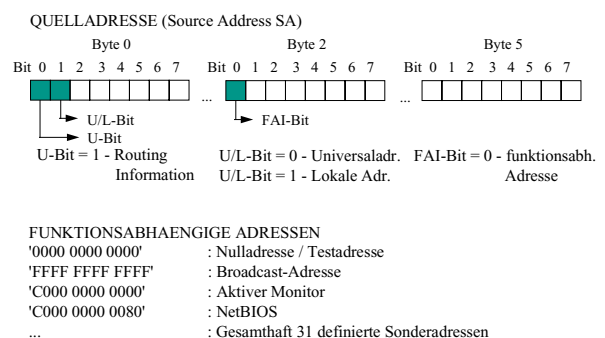 QUELLADRESSE (Source Address SA)
Byte 0 Byte 2 Byte 5
Bit 0 1 2 3 4 5 6 7 Bit 0 1 2 3 4 5 6 7 Bit 0 1 2 3 4 5 6 7
... ...
U/L-Bit FAI-Bit
U-Bit
U-Bit = 1 - Routing U/L-Bit = 0 - Universaladr. FAI-Bit = 0 - funktionsabh.
Information U/L-Bit = 1 - Lokale Adr. Adresse
FUNKTIONSABHAENGIGE ADRESSEN
'0000 0000 0000' : Nulladresse / Testadresse
'FFFF FFFF FFFF' : Broadcast-Adresse
'C000 0000 0000' : Aktiver Monitor
'C000 0000 0080' : NetBIOS
... : Gesamthaft 31 definierte Sonderadressen